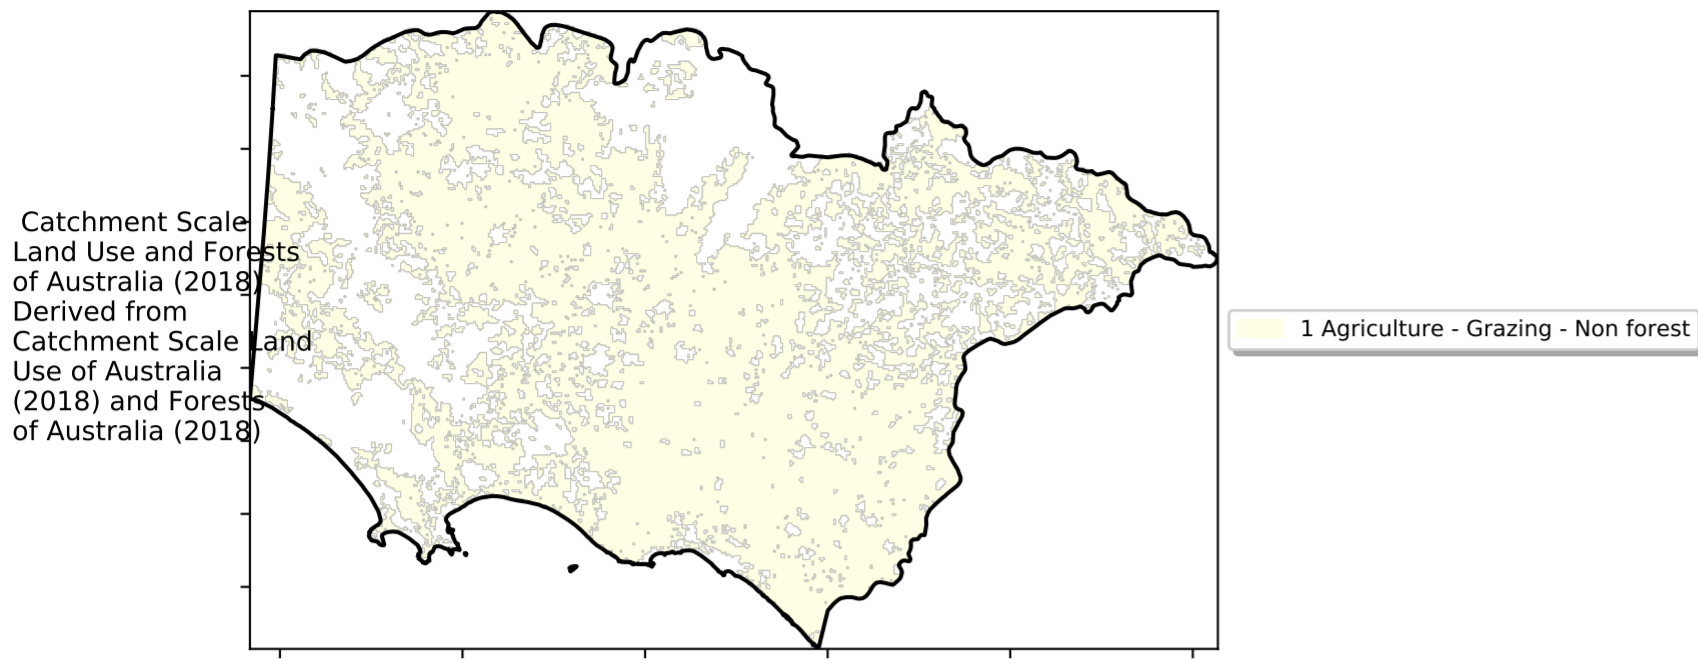 Catchment Scale
Land Use and Forests
of Australia (2018)
Derived from
Catchment Scale Land
Use of Australia
(2018) and Forests
of Australia (2018)
1 Agriculture - Grazing - Non forest